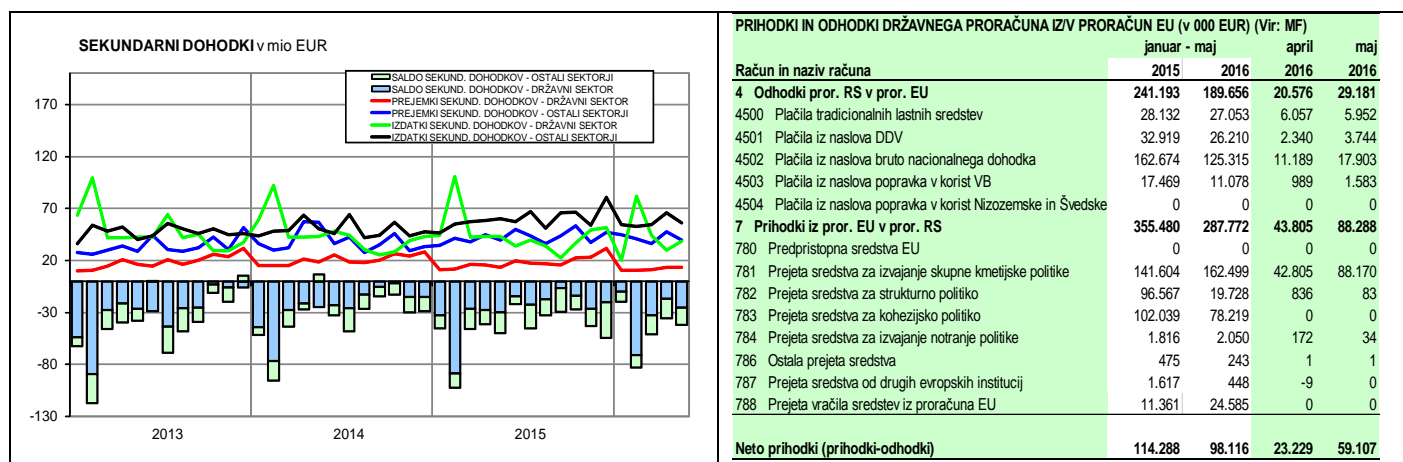 SEKUNDARNI DOHODKI v mio EUR
SALDO SEKUND. DOHODKOV - OSTALI SEKTORJI
SALDO SEKUND. DOHODKOV - DRŽAVNI SEKTOR
PREJEMKI SEKUND. DOHODKOV - DRŽAVNI SEKTOR
PREJEMKI SEKUND. DOHODKOV - OSTALI SEKTORJI
IZDATKI SEKUND. DOHODKOV - DRŽAVNI SEKTOR
IZDATKI SEKUND. DOHODKOV - OSTALI SEKTORJI
170
120
70
20
-30
-80
-130
2013 2014 2015
PRIHODKI IN ODHODKI DRŽAVNEGA PRORAČUNA IZ/V PRORAČUN EU (v 000 EUR) (Vir: MF)
januar - maj april maj
Račun in naziv računa 2015 2016 2016 2016
4 Odhodki pror. RS v pror. EU 241.193 189.656 20.576 29.181
4500 Plačila tradicionalnih lastnih sredstev 28.132 27.053 6.057 5.952
4501 Plačila iz naslova DDV 32.919 26.210 2.340 3.744
4502 Plačila iz naslova bruto nacionalnega dohodka 162.674 125.315 11.189 17.903
4503 Plačila iz naslova popravka v korist VB 17.469 11.078 989 1.583
4504 Plačila iz naslova popravka v korist Nizozemske in Švedske 0 0 0 0
7 Prihodki iz pror. EU v pror. RS 355.480 287.772 43.805 88.288
780 Predpristopna sredstva EU 0 0 0 0
781 Prejeta sredstva za izvajanje skupne kmetijske politike 141.604 162.499 42.805 88.170
782 Prejeta sredstva za strukturno politiko 96.567 19.728 836 83
783 Prejeta sredstva za kohezijsko politiko 102.039 78.219 0 0
784 Prejeta sredstva za izvajanje notranje politike 1.816 2.050 172 34
786 Ostala prejeta sredstva 475 243 1 1
787 Prejeta sredstva od drugih evropskih institucij 1.617 448 -9 0
788 Prejeta vračila sredstev iz proračuna EU 11.361 24.585 0 0
Neto prihodki (prihodki-odhodki) 114.288 98.116 23.229 59.107